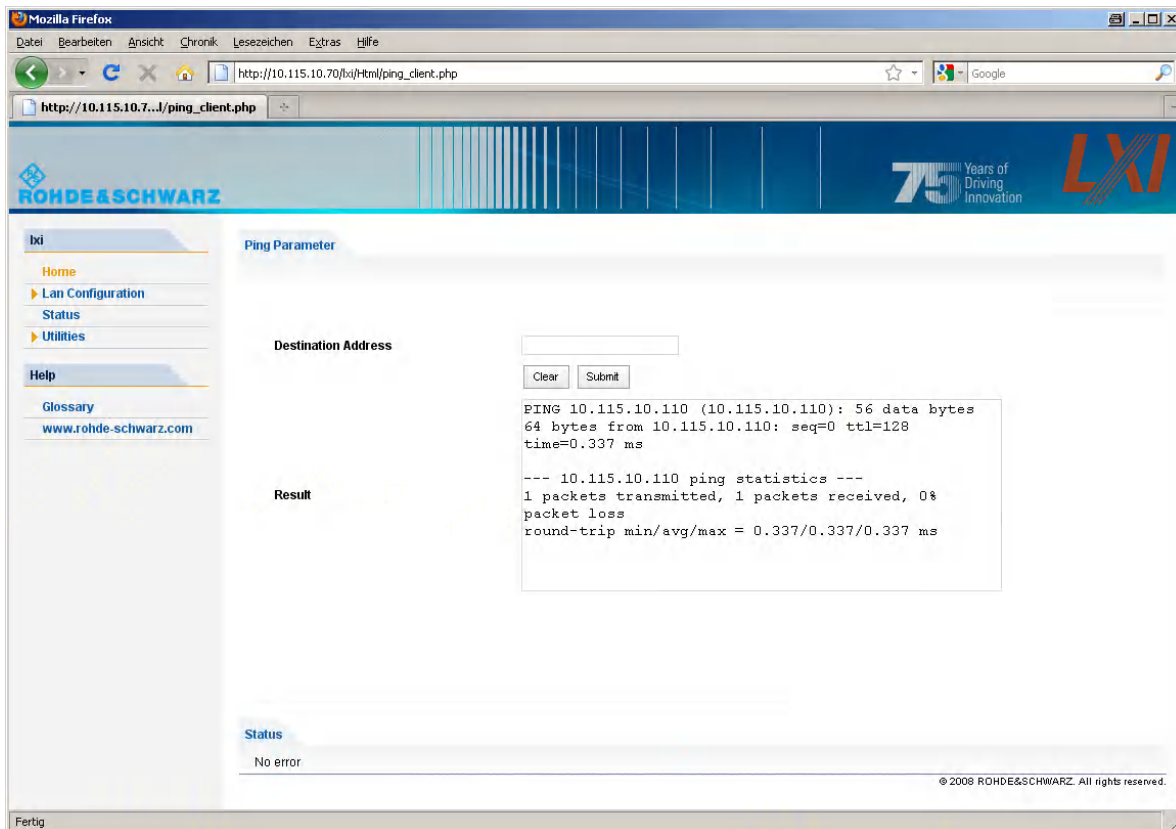 Mozilla Firefox
Datei Bearbeiten Ansicht Chronik Lesezeichen Extras Hilfe
http://10.115.10.70/lxi/Html/ping_client.php
Google
http://10.115.10.7...l/ping_client.php
ROHDE&SCHWARZ
75 Years of
Driving
Innovation
LXI
lxi
Home
Lan Configuration
Status
Utilities
Help
Glossary
www.rohde-schwarz.com
Ping Parameter
Destination Address
Clear Submit
Result
PING 10.115.10.110 (10.115.10.110): 56 data bytes
64 bytes from 10.115.10.110: seq=0 ttl=128
time=0.337 ms
--- 10.115.10.110 ping statistics ---
1 packets transmitted, 1 packets received, 0%
packet loss
round-trip min/avg/max = 0.337/0.337/0.337 ms
Status
No error
© 2008 ROHDE&SCHWARZ. All rights reserved.
Fertig